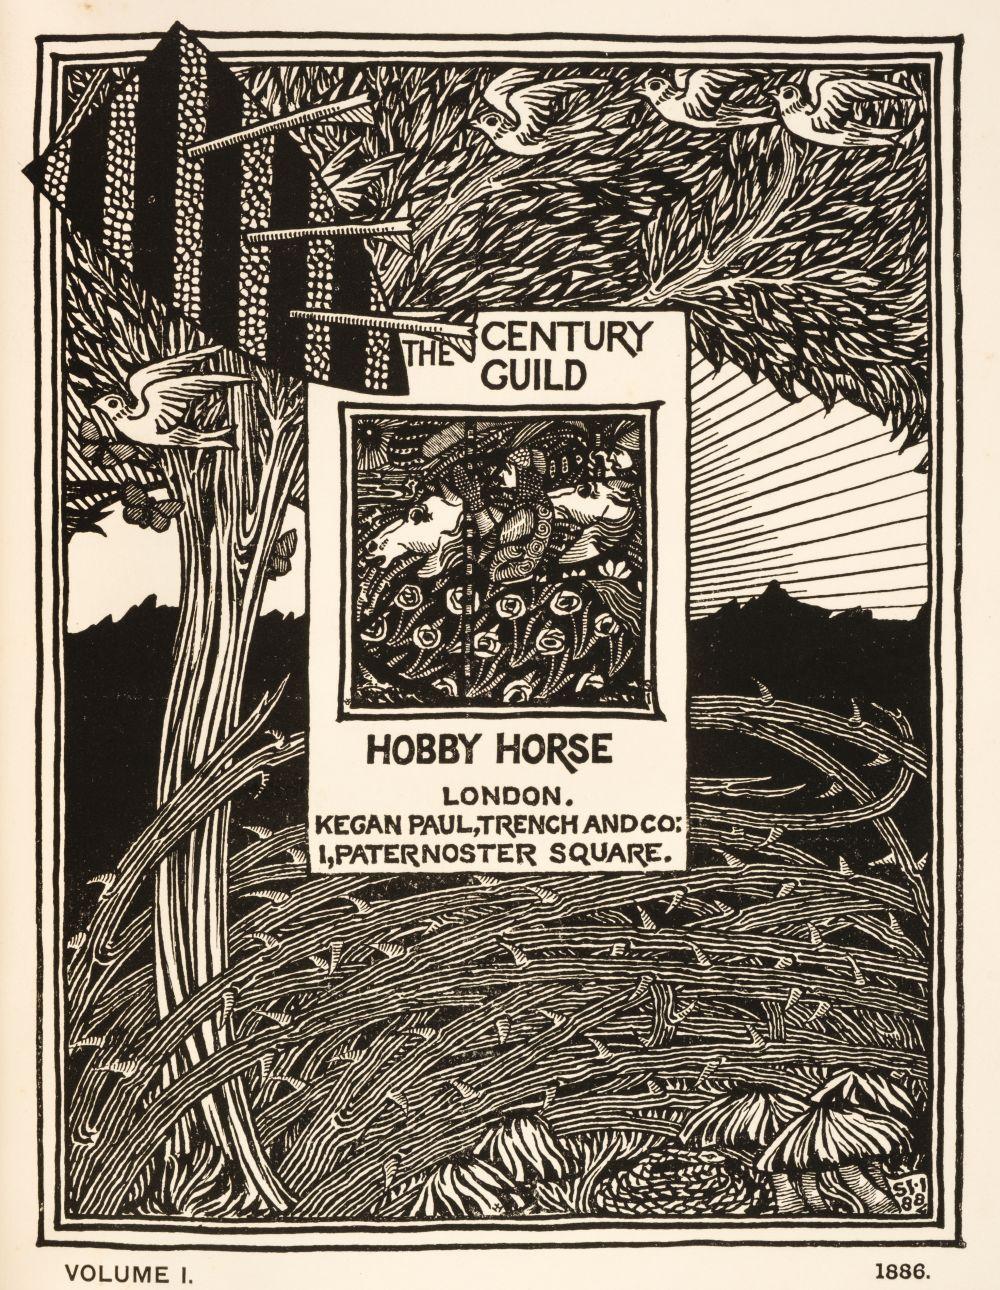 THE CENTURY
GUILD
HOBBY HORSE
LONDON.
KEGAN PAUL, TRENCH AND CO:
1, PATERNOSTER SQUARE.
VOLUME I.
1886.